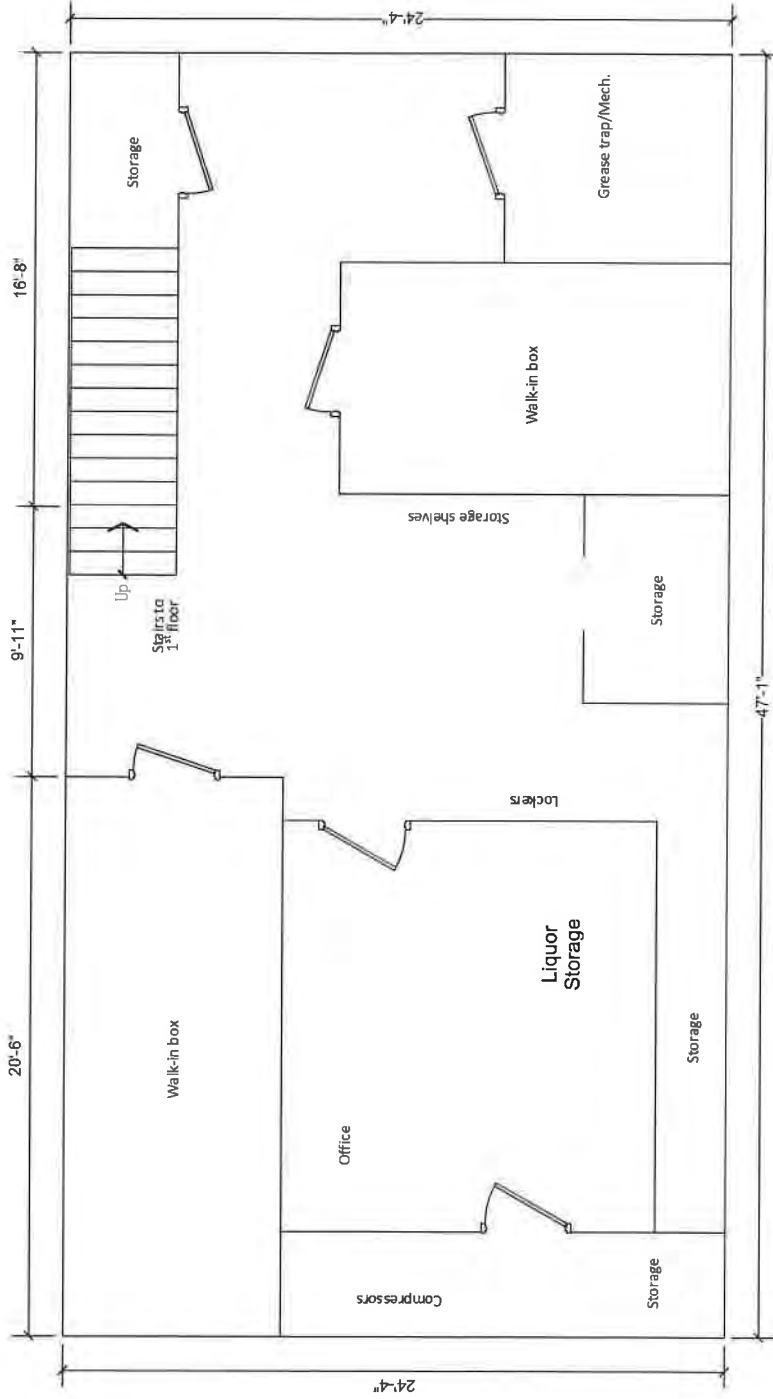 20'-6"
9'-11"
16'-8"
24'-4"
Storage
Up
Stairs to
1st floor
Walk-in box
Grease trap/Mech.
Walk-in box
Storage shelves
Storage
Lockers
Liquor
Storage
Office
Storage
Compressors
Storage
24'-4"
47'-1"